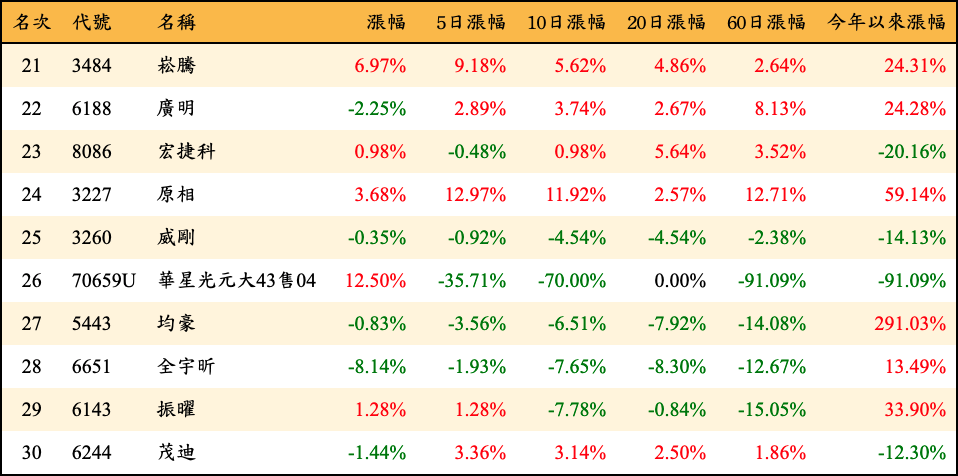 名次 代號 名稱 漲幅 5日漲幅 10日漲幅 20日漲幅 60日漲幅 今年以來漲幅
21 3484 崧騰 6.97% 9.18% 5.62% 4.86% 2.64% 24.31%
22 6188 廣明 -2.25% 2.89% 3.74% 2.67% 8.13% 24.28%
23 8086 宏捷科 0.98% -0.48% 0.98% 5.64% 3.52% -20.16%
24 3227 原相 3.68% 12.97% 11.92% 2.57% 12.71% 59.14%
25 3260 威剛 -0.35% -0.92% -4.54% -4.54% -2.38% -14.13%
26 70659U 華星光元大43售04 12.50% -35.71% -70.00% 0.00% -91.09% -91.09%
27 5443 均豪 -0.83% -3.56% -6.51% -7.92% -14.08% 291.03%
28 6651 全宇昕 -8.14% -1.93% -7.65% -8.30% -12.67% 13.49%
29 6143 振曜 1.28% 1.28% -7.78% -0.84% -15.05% 33.90%
30 6244 茂迪 -1.44% 3.36% 3.14% 2.50% 1.86% -12.30%